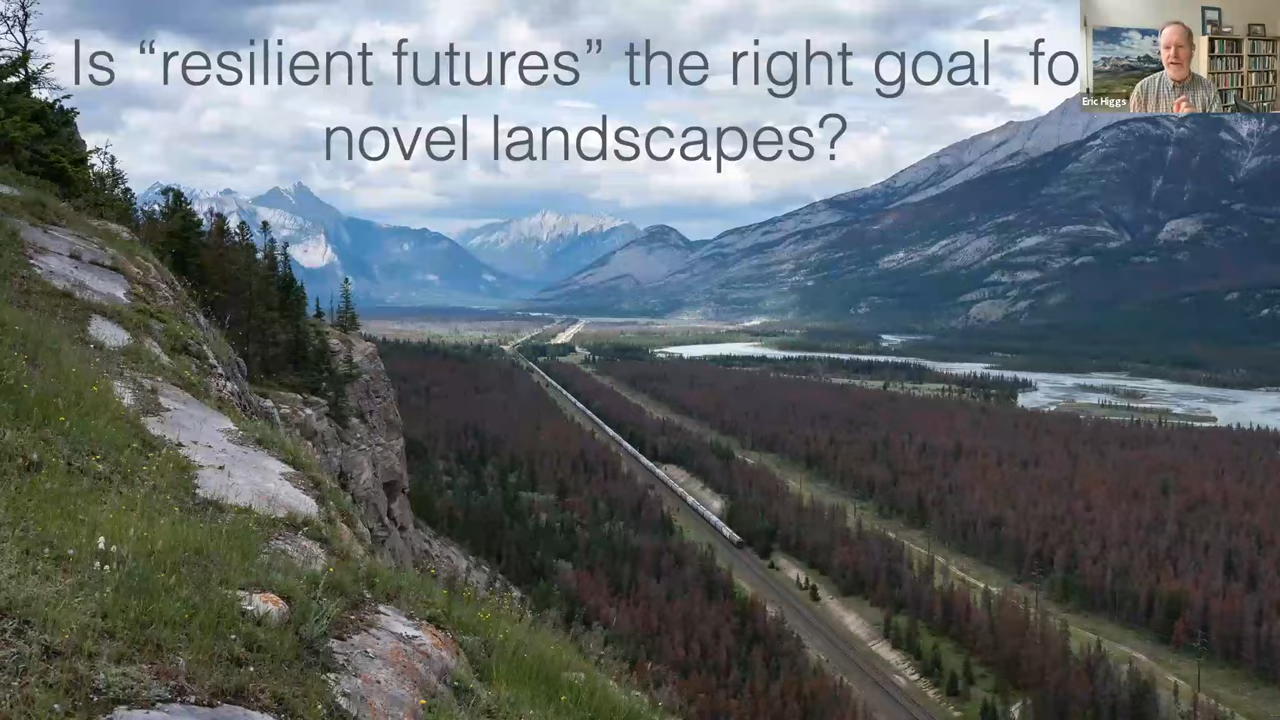 Is “resilient futures” the right goal fo
novel landscapes?
Eric Higgs